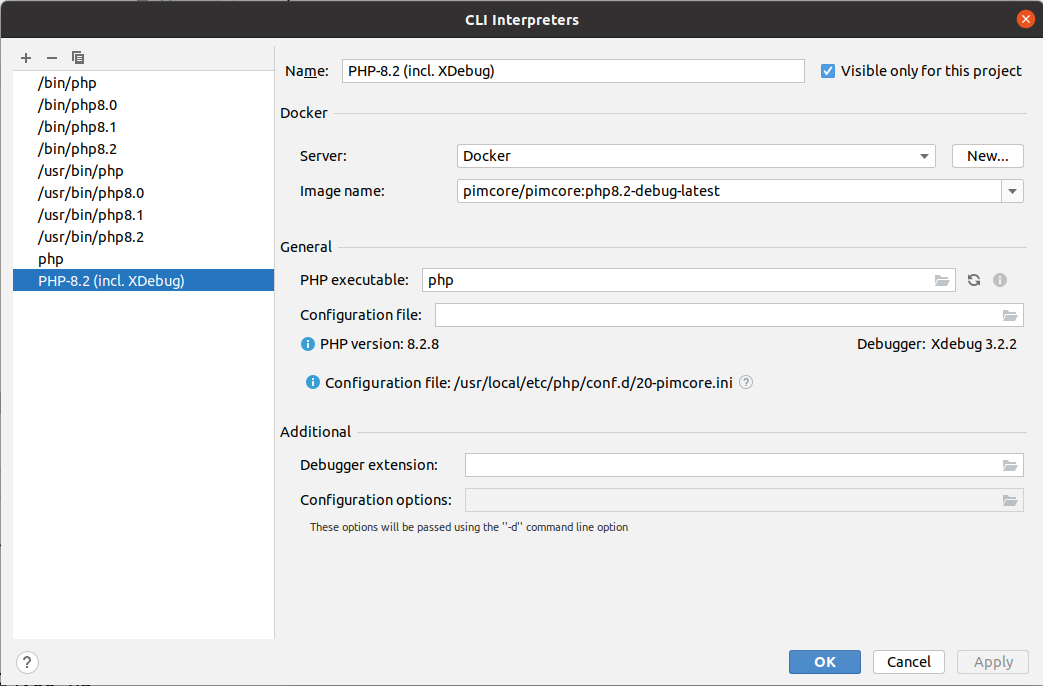 CLI Interpreters
/bin/php
/bin/php8.0
/bin/php8.1
/bin/php8.2
/usr/bin/php
/usr/bin/php8.0
/usr/bin/php8.1
/usr/bin/php8.2
php
PHP-8.2 (incl. XDebug)
Name: PHP-8.2 (incl. XDebug) Visible only for this project
Docker
Server: Docker New...
Image name: pimcore/pimcore:php8.2-debug-latest
General
PHP executable: php
Configuration file:
PHP version: 8.2.8 Debugger: Xdebug 3.2.2
Configuration file: /usr/local/etc/php/conf.d/20-pimcore.ini ?
Additional
Debugger extension:
Configuration options:
These options will be passed using the ''-d'' command line option
? OK Cancel Apply